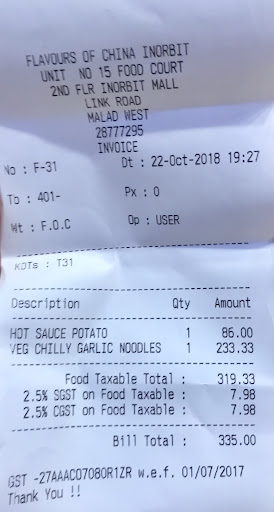 FLAVOURS OF CHINA INORBIT
UNIT NO 15 FOOD COURT
2ND FLR INORBIT MALL
LINK ROAD
MALAD WEST
28777295
INVOICE
No : F-31 Dt : 22-Oct-2018 19:27
Tb : 401- Px : 0
Wt : F.O.C Op : USER
KOTs : T31
Description Qty Amount
HOT SAUCE POTATO 1 86.00
VEG CHILLY GARLIC NOODLES 1 233.33
Food Taxable Total : 319.33
2.5% SGST on Food Taxable : 7.98
2.5% CGST on Food Taxable : 7.98
Bill Total : 335.00
GST -27AAACO7080R1ZR w.e.f. 01/07/2017
Thank You !!